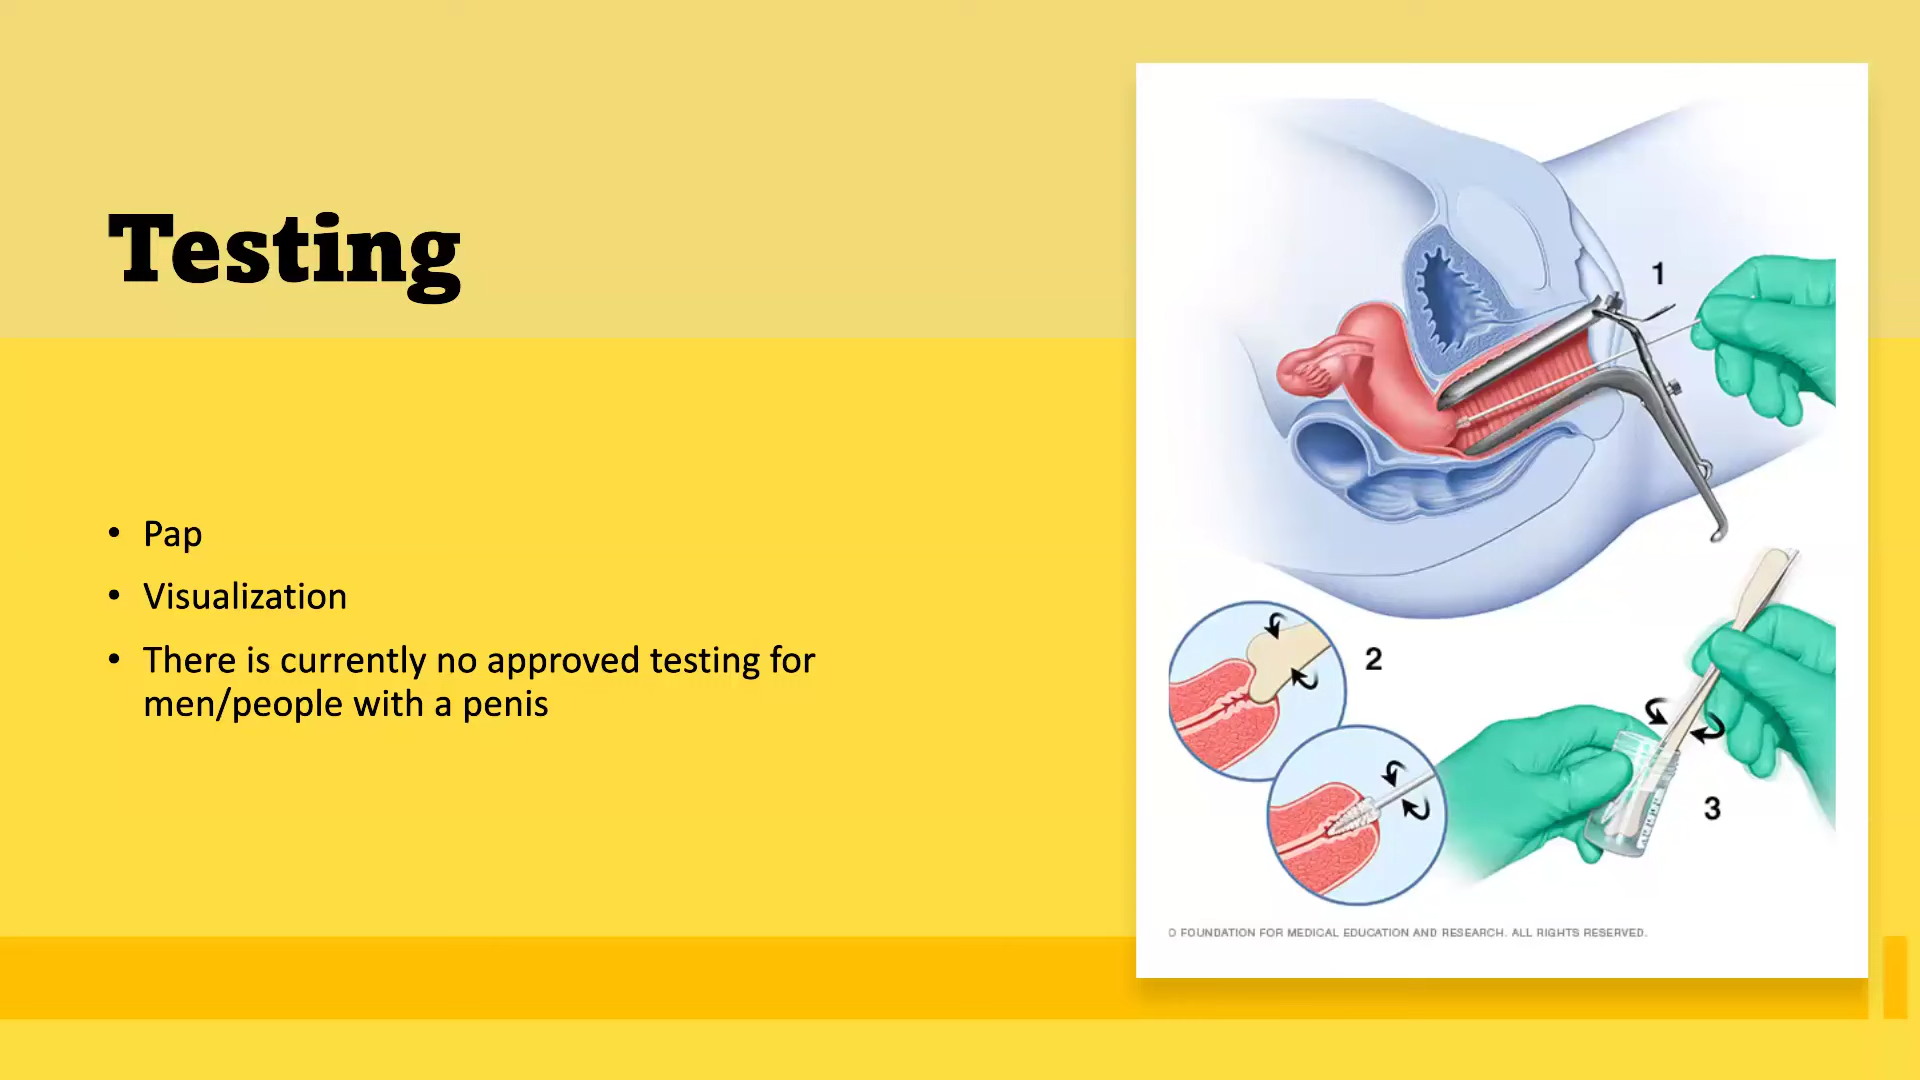 Testing
• Pap
• Visualization
• There is currently no approved testing for
men/people with a penis
1
2
3
O FOUNDATION FOR MEDICAL EDUCATION AND RESEARCH. ALL RIGHTS RESERVED.